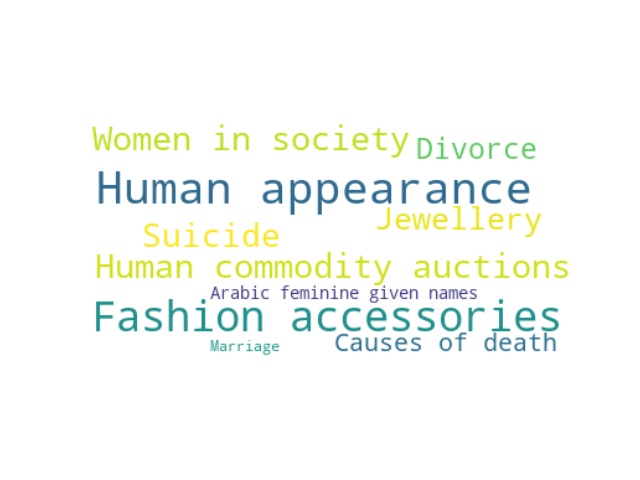 Women in society
Divorce
Human appearance
Jewellery
Suicide
Human commodity auctions
Arabic feminine given names
Fashion accessories
Marriage
Causes of death